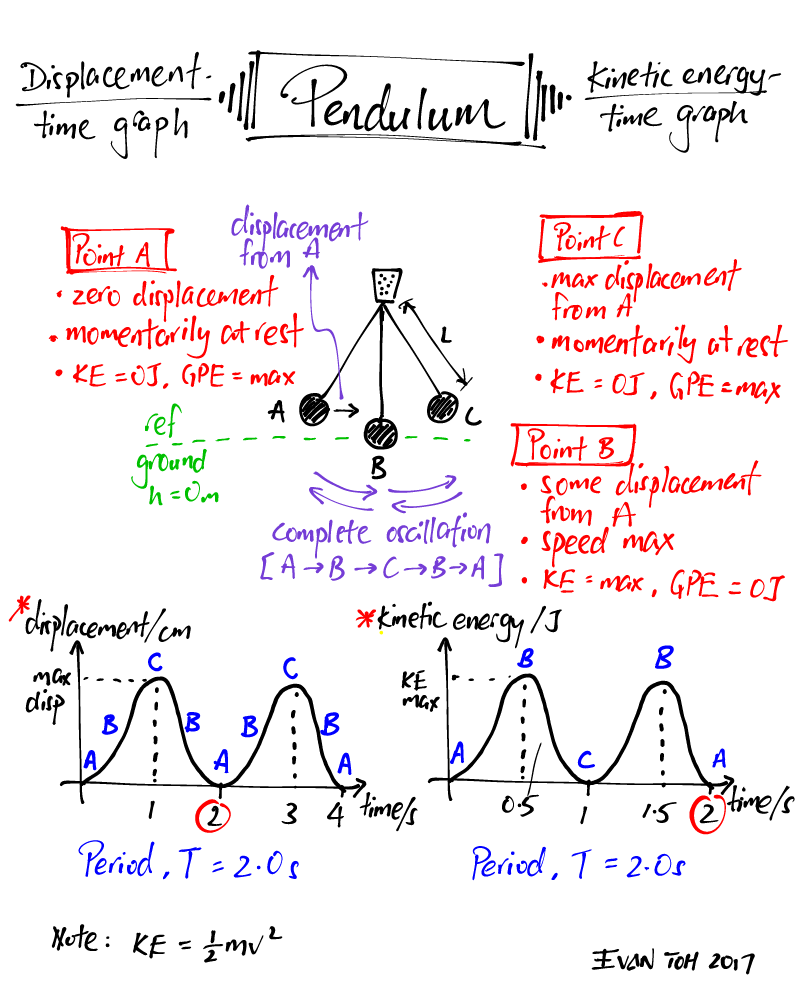 Displacement-
time graph
Pendulum
Kinetic energy-
time graph
Point A
• zero displacement
• momentarily at rest
• KE = 0J, GPE = max
displacement
from A
Point C
• max displacement
from A
• momentarily at rest
• KE = 0J, GPE = max
L
A
C
B
ref
ground
h = 0m
Point B
• some displacement
from A
• speed max
• KE = max, GPE = 0J
complete oscillation
[A → B → C → B → A]
* displacement/cm
max
disp
A
B
C
B
A
B
C
B
A
1
2
3
4
time/s
Period, T = 2.0s
* kinetic energy/J
KE
max
A
B
C
B
A
0.5
1
1.5
2
time/s
Period, T = 2.0s
Note: KE = ½mv²
EVAN TOH 2017